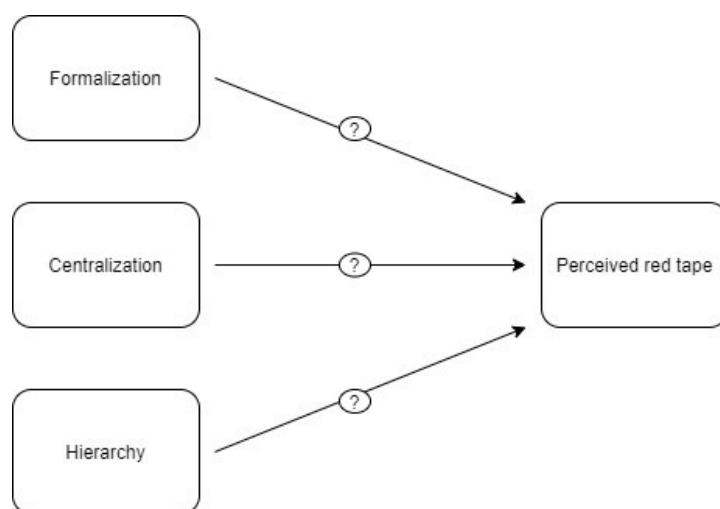 Formalization
?
Centralization
?
Perceived red tape
?
Hierarchy